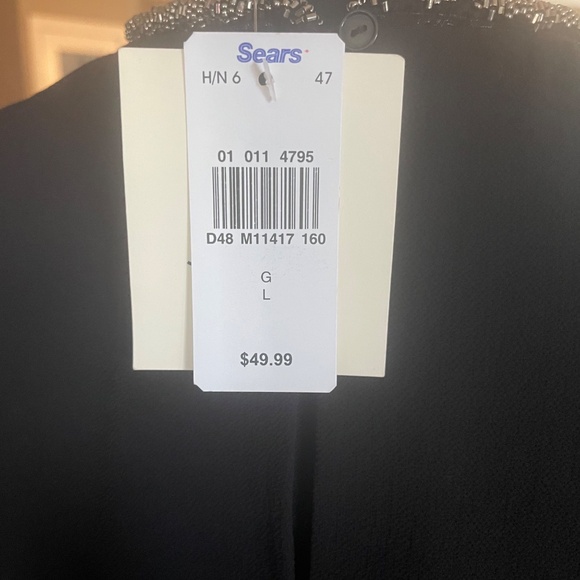 Sears
H/N 6 47
01 011 4795
D48 M11417 160
G
L
$49.99